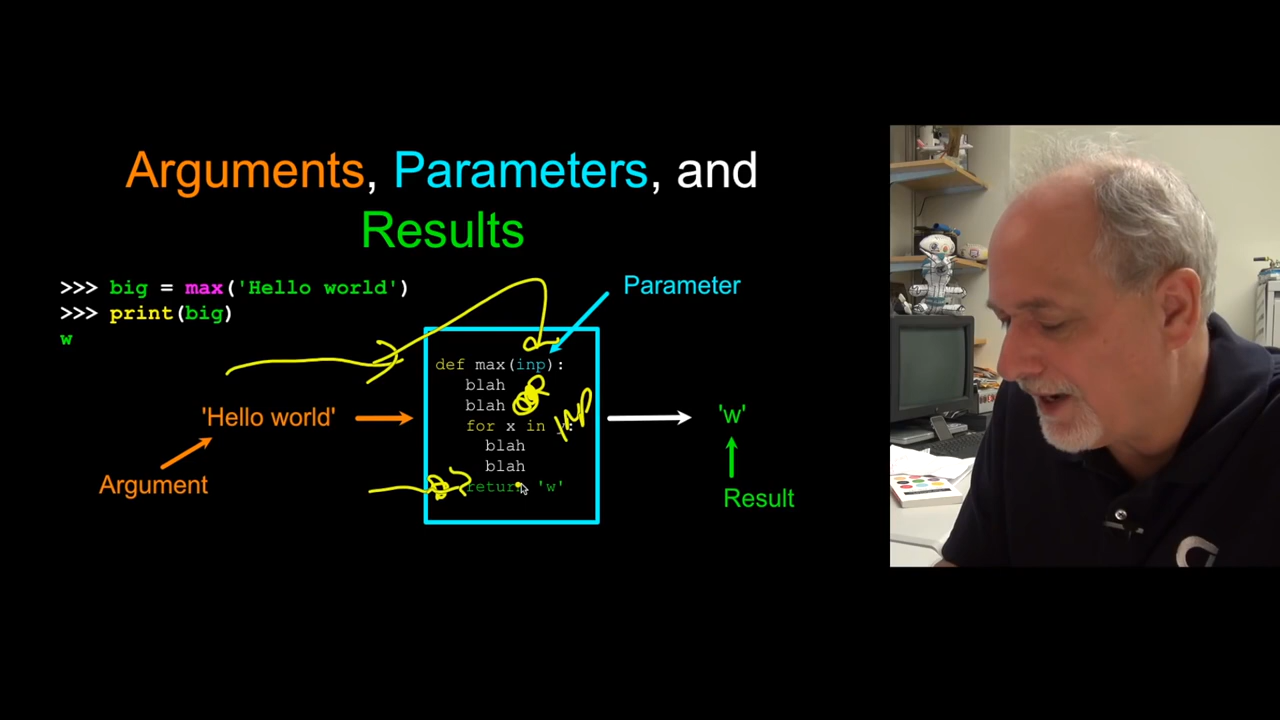 Arguments, Parameters, and
Results
>>> big = max('Hello world')
>>> print(big)
w
Parameter
def max(inp):
blah
blah
for x in y:
blah
blah
return 'w'
inp
'Hello world'
'w'
Argument
Result